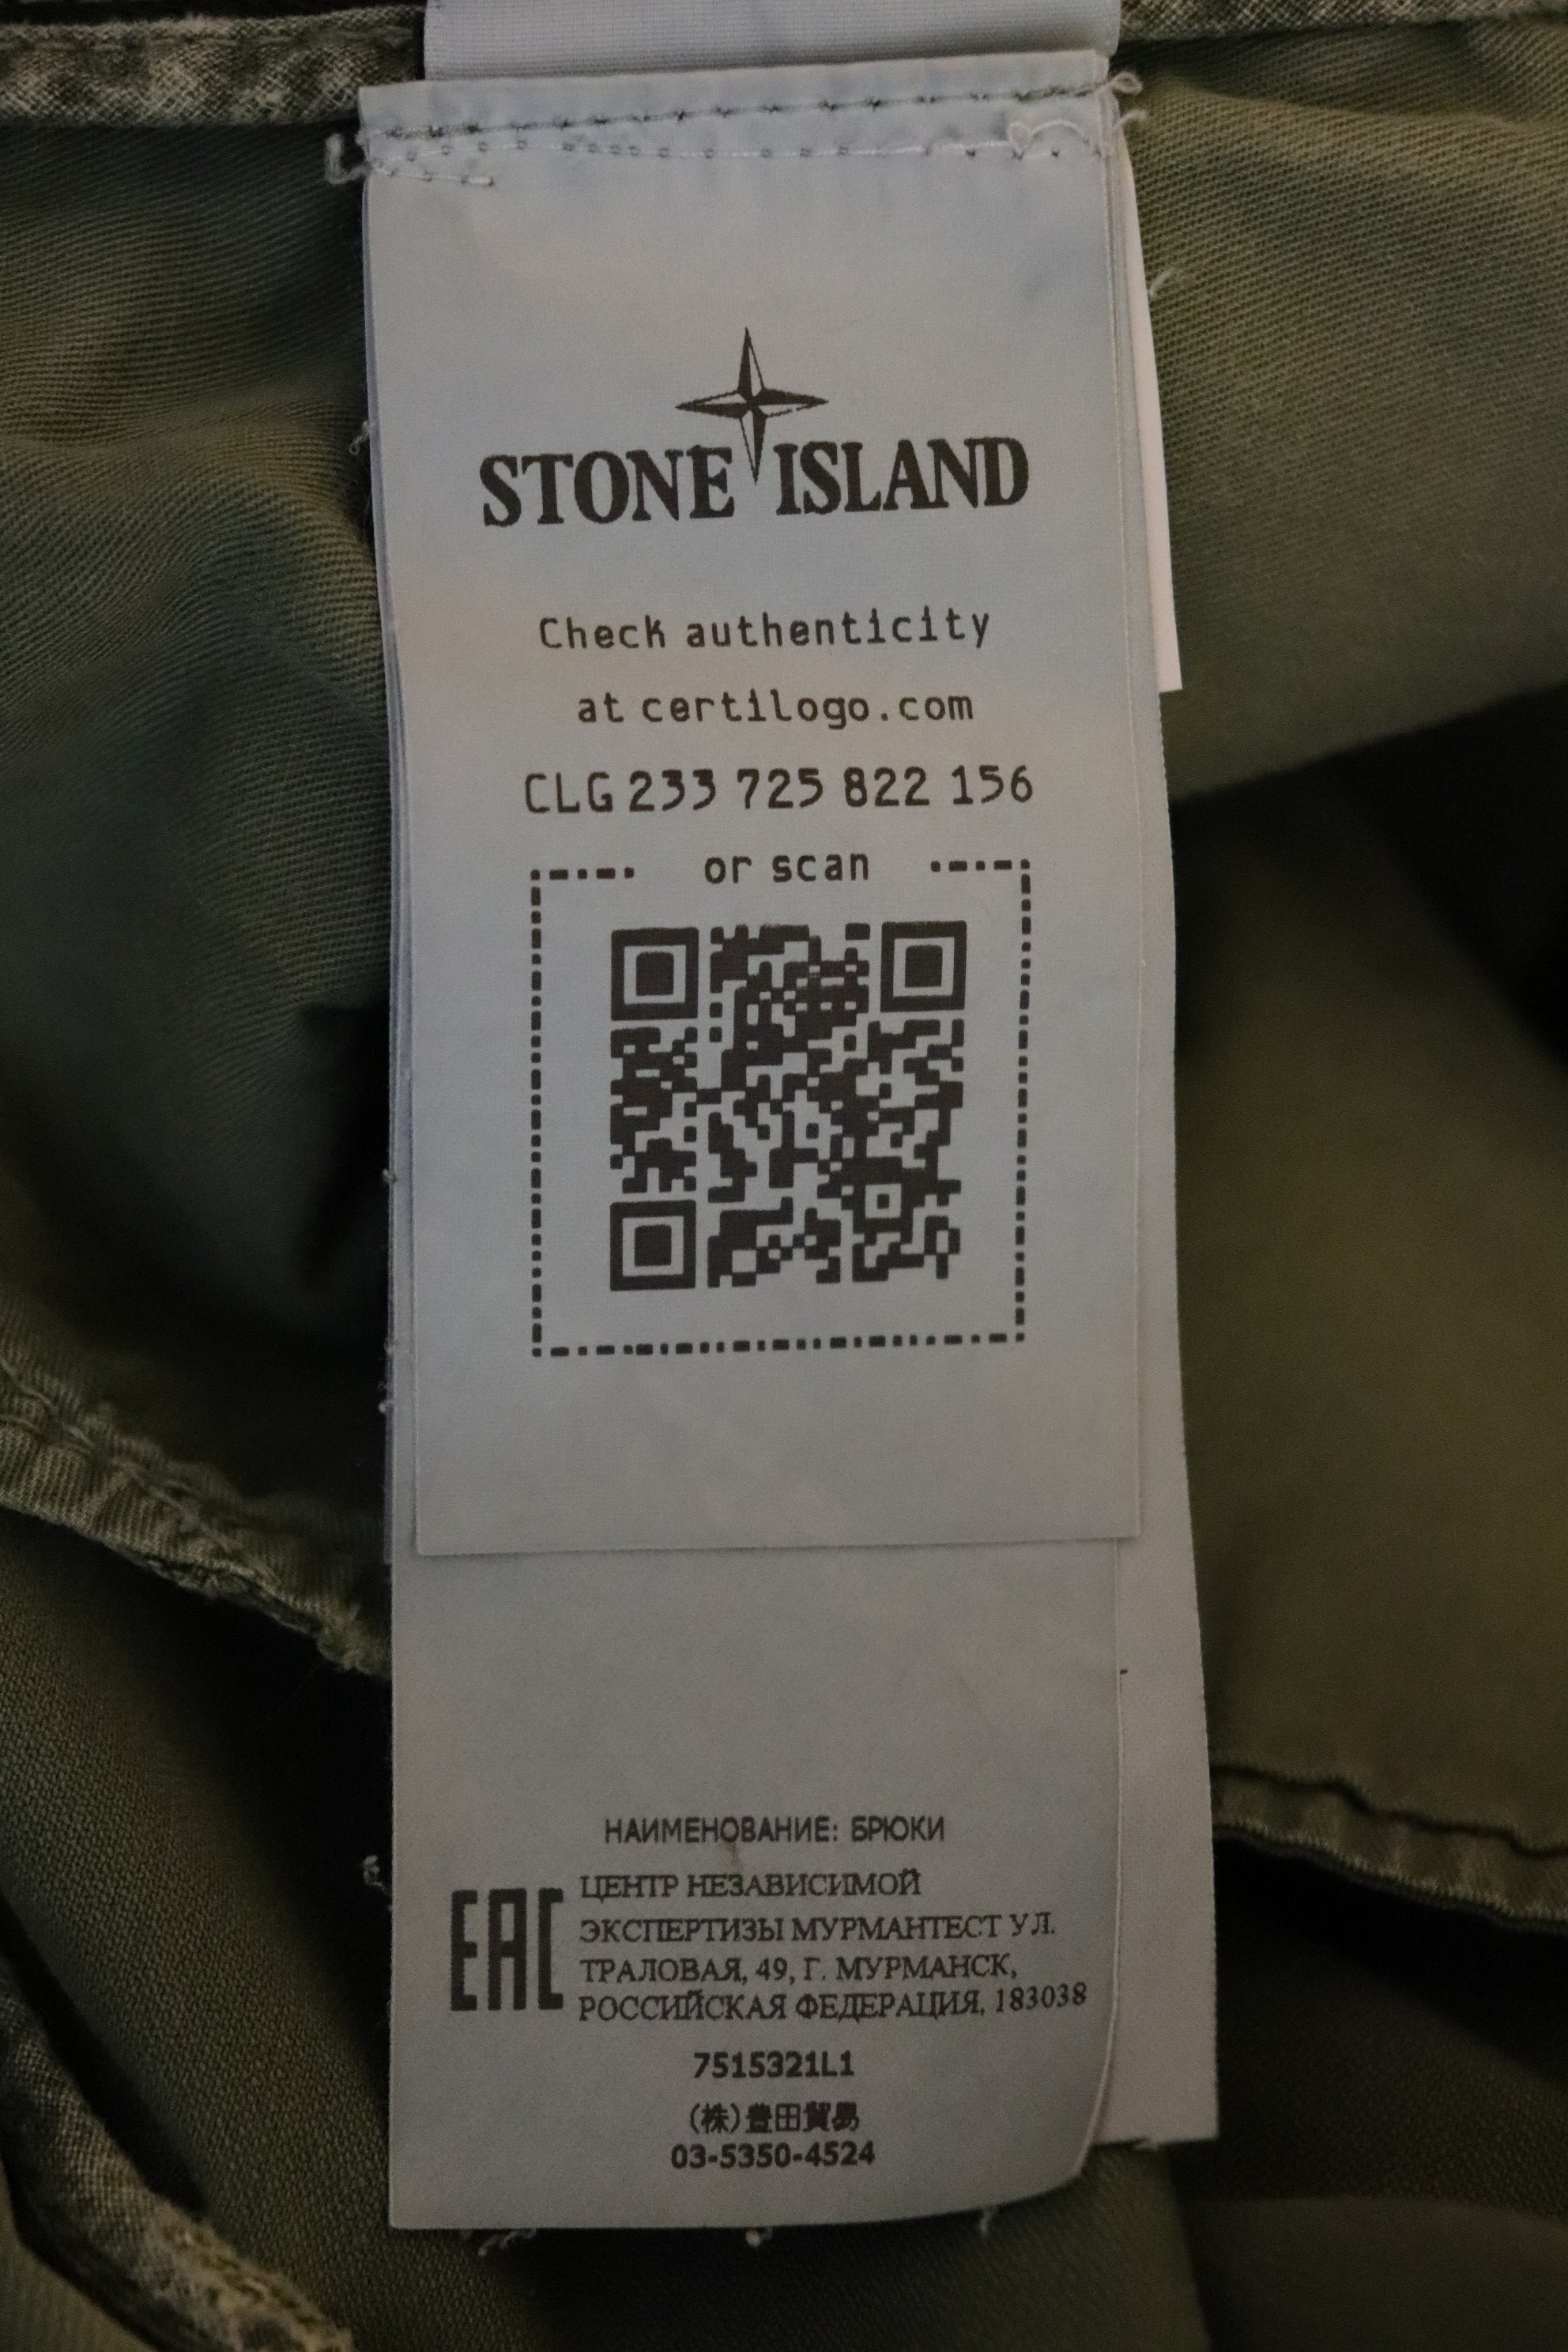 STONE ISLAND
Check authenticity
at certilogo.com
CLG 233 725 822 156
or scan
НАИМЕНОВАНИЕ: БРЮКИ
EAC
ЦЕНТР НЕЗАВИСИМОЙ
ЭКСПЕРТИЗЫ МУРМАНТЕСТ УЛ.
ТРАЛОВАЯ, 49, Г. МУРМАНСК,
РОССИЙСКАЯ ФЕДЕРАЦИЯ, 183038
7515321L1
(株)豊田貿易
03-5350-4524